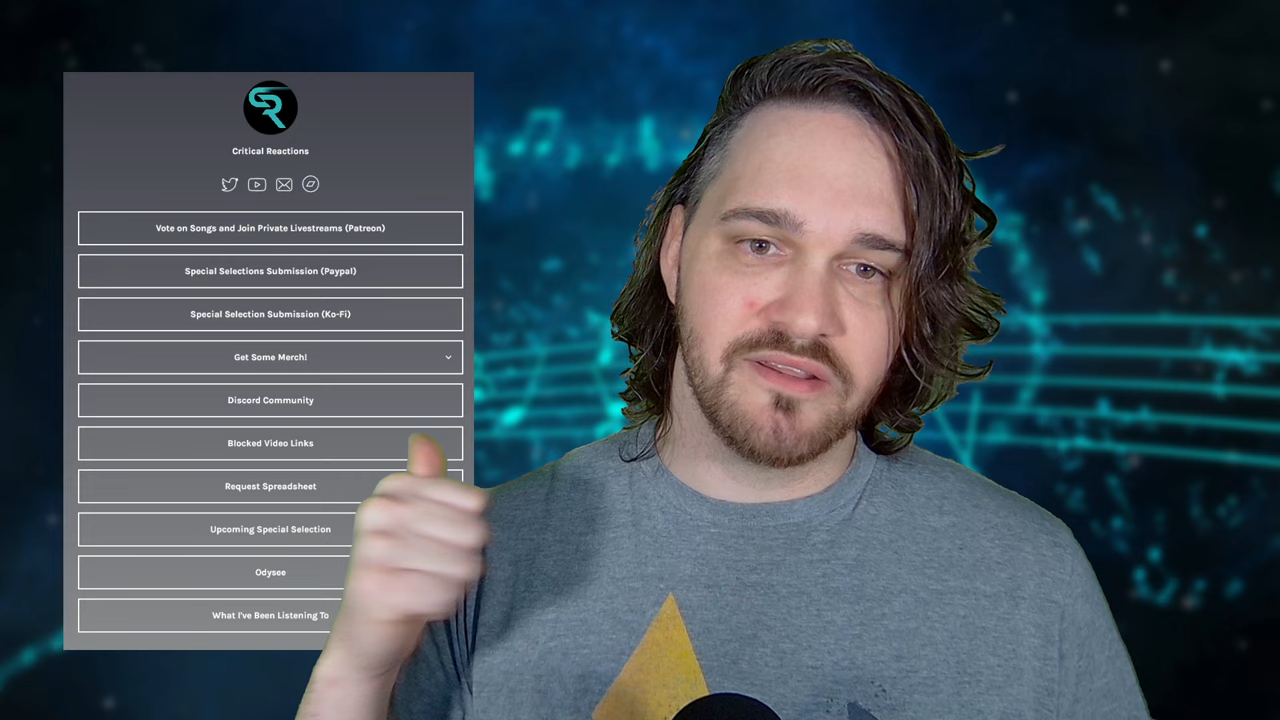 CR
Critical Reactions
Vote on Songs and Join Private Livestreams (Patreon)
Special Selections Submission (Paypal)
Special Selection Submission (Ko-Fi)
Get Some Merch!
Discord Community
Blocked Video Links
Request Spreadsheet
Upcoming Special Selection
Odysee
What I've Been Listening To